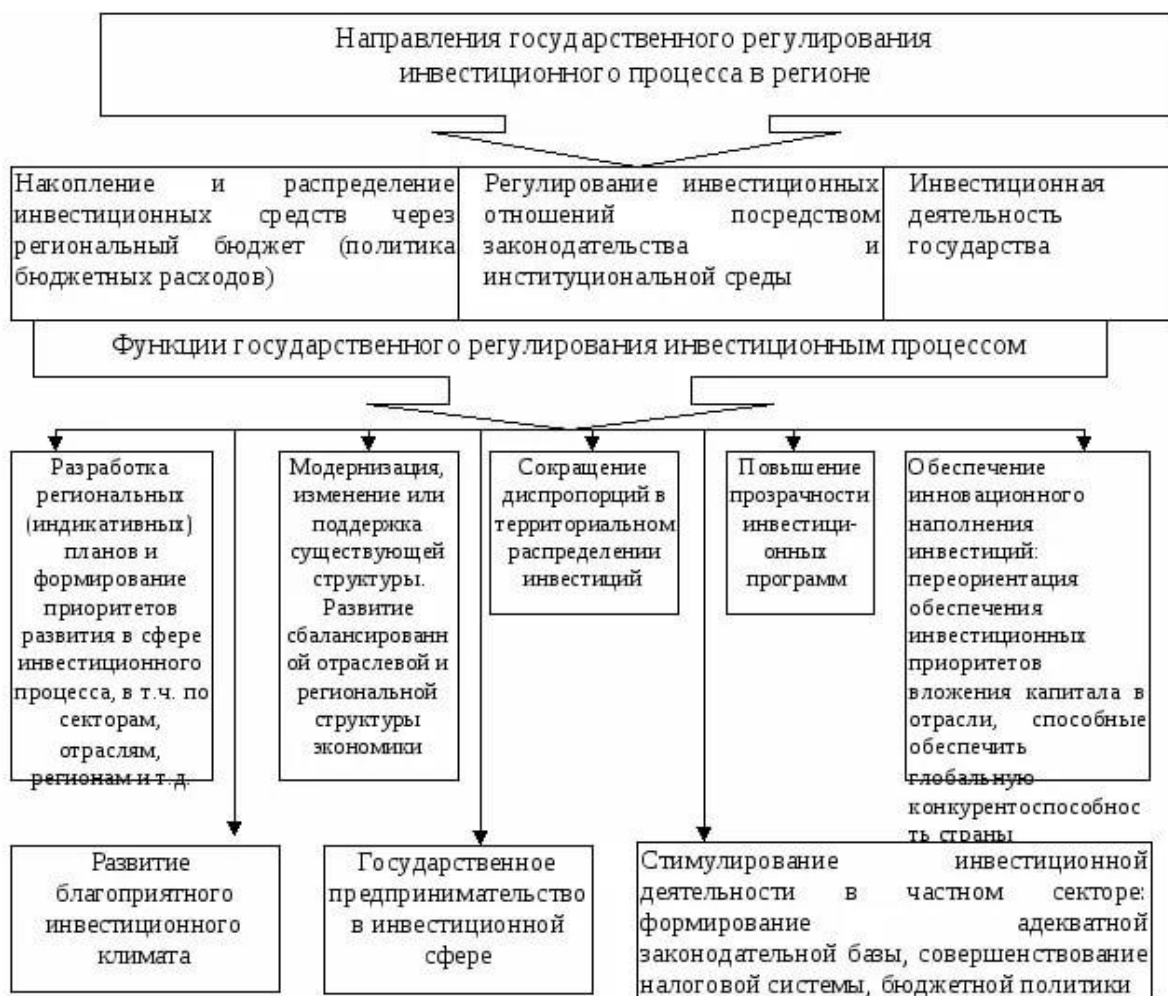 Направления государственного регулирования
инвестиционного процесса в регионе
Накопление и распределение
инвестиционных средств через
региональный бюджет (политика
бюджетных расходов)
Регулирование инвестиционных
отношений посредством
законодательства и
институциональной среды
Инвестиционная
деятельность
государства
Функции государственного регулирования инвестиционным процессом
Разработка
региональных
(индикативных)
планов и
формирование
приоритетов
развития в сфере
инвестиционного
процесса, в т.ч. по
секторам,
отраслям,
регионам и т.д.
Модернизация,
изменение или
поддержка
существующей
структуры.
Развитие
сбалансированн
ой отраслевой и
региональной
структуры
экономики
Сокращение
диспропорций в
территориальном
распределении
инвестиций
Повышение
прозрачности
инвестици-
онных
программ
Обеспечение
инновационного
наполнения
инвестиций:
переориентация
обеспечения
инвестиционных
приоритетов
вложения капитала в
отрасли, способные
обеспечить
глобальную
конкурентоспособнос
ть страны
Развитие
благоприятного
инвестиционного
климата
Государственное
предпринимательство
в инвестиционной
сфере
Стимулирование инвестиционной
деятельности в частном секторе:
формирование адекватной
законодательной базы, совершенствование
налоговой системы, бюджетной политики